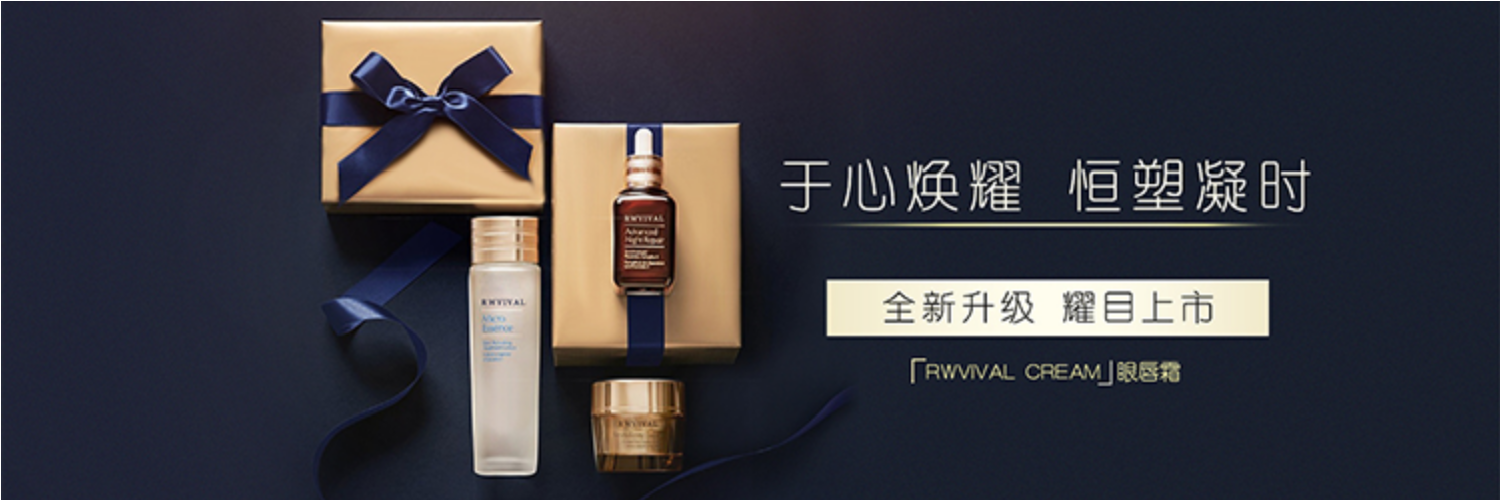 于心焕耀 恒塑凝时
全新升级 耀目上市
「RWVIVAL CREAM」眼唇霜
RWVIVAL
Advanced
Night Repair
RWVIVAL
Micro
Essence
RWVIVAL